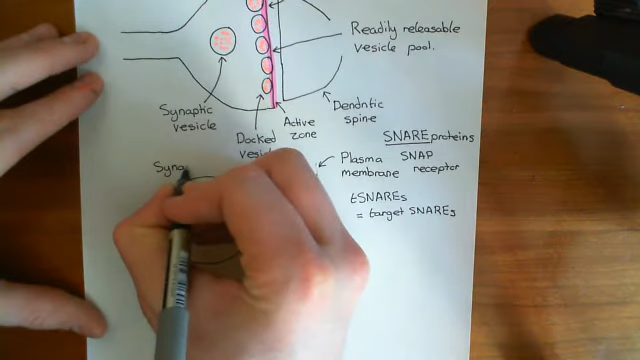 Readily releasable
vesicle pool.
Synaptic
vesicle
Dendritic
spine
Active
zone
Docked
SNARE proteins
Plasma SNAP
membrane receptor
tSNAREs
= target SNAREs